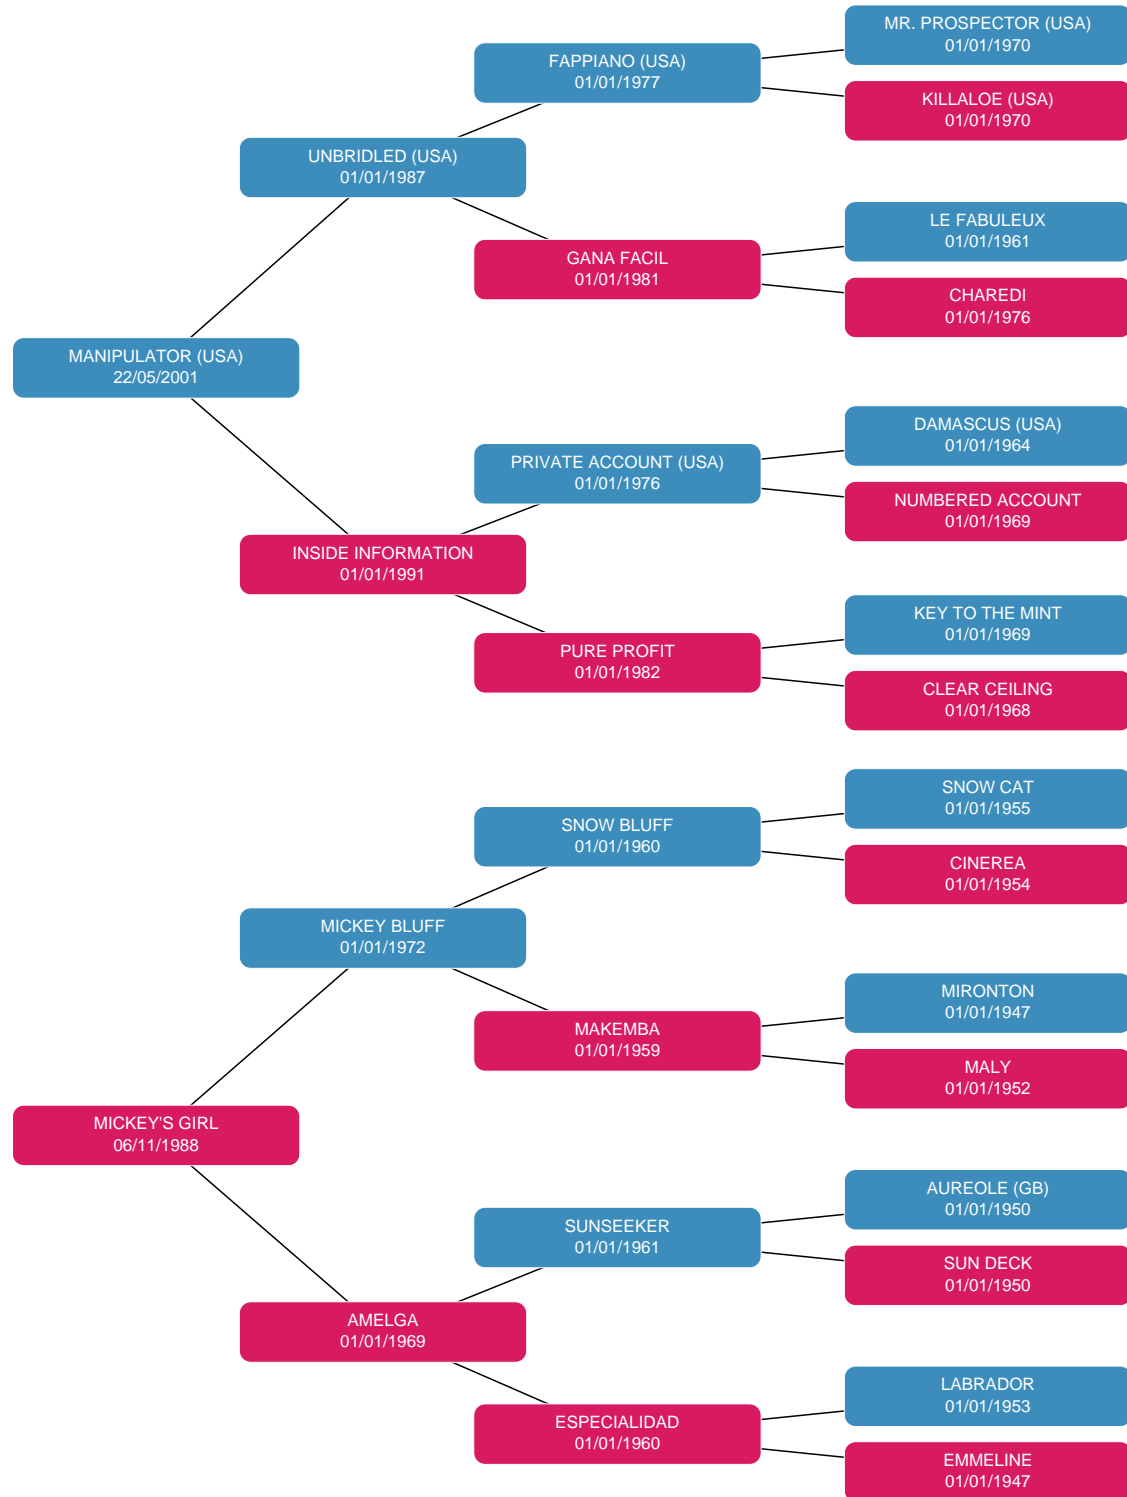 MR. PROSPECTOR (USA)
01/01/1970
FAPPIANO (USA)
01/01/1977
KILLALOE (USA)
01/01/1970
UNBRIDLED (USA)
01/01/1987
LE FABULEUX
01/01/1961
GANA FACIL
01/01/1981
CHAREDI
01/01/1976
MANIPULATOR (USA)
22/05/2001
DAMASCUS (USA)
01/01/1964
PRIVATE ACCOUNT (USA)
01/01/1976
NUMBERED ACCOUNT
01/01/1969
INSIDE INFORMATION
01/01/1991
KEY TO THE MINT
01/01/1969
PURE PROFIT
01/01/1982
CLEAR CEILING
01/01/1968
SNOW CAT
01/01/1955
SNOW BLUFF
01/01/1960
CINEREA
01/01/1954
MICKEY BLUFF
01/01/1972
MIRONTON
01/01/1947
MAKEMBA
01/01/1959
MALY
01/01/1952
MICKEY'S GIRL
06/11/1988
AUREOLE (GB)
01/01/1950
SUNSEEKER
01/01/1961
SUN DECK
01/01/1950
AMELGA
01/01/1969
LABRADOR
01/01/1953
ESPECIALIDAD
01/01/1960
EMMELINE
01/01/1947